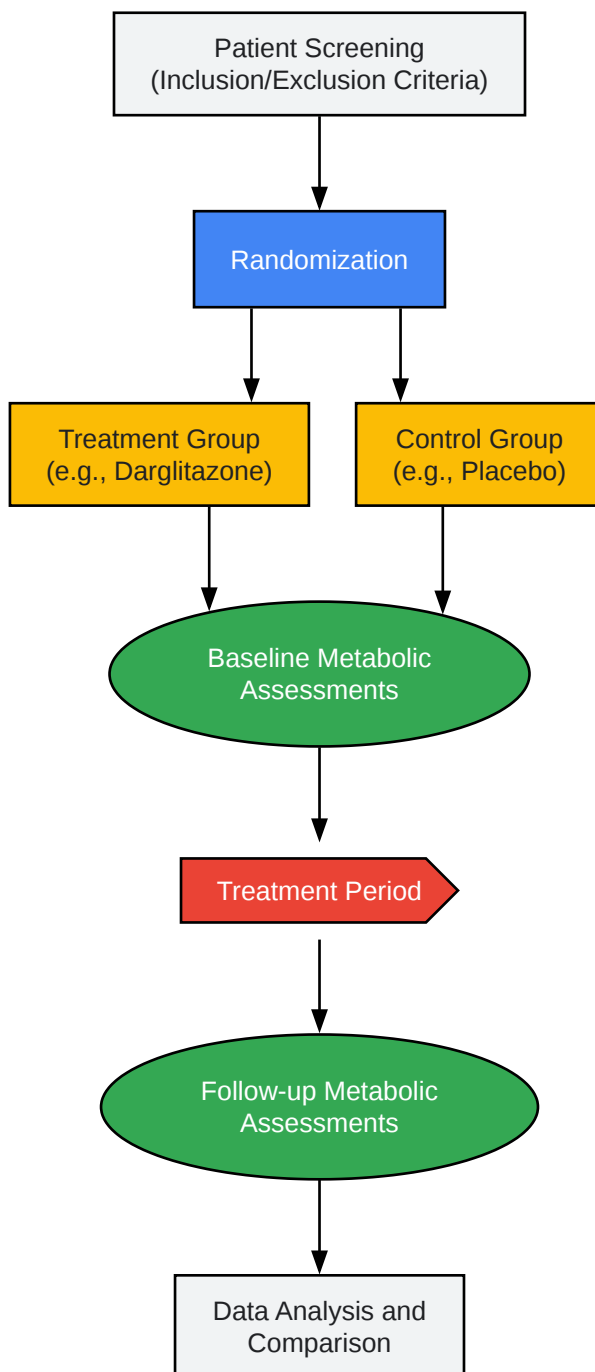 Patient Screening
(Inclusion/Exclusion Criteria)
Randomization
Treatment Group
(e.g., Darglitazone)
Control Group
(e.g., Placebo)
Baseline Metabolic
Assessments
Treatment Period
Follow-up Metabolic
Assessments
Data Analysis and
Comparison